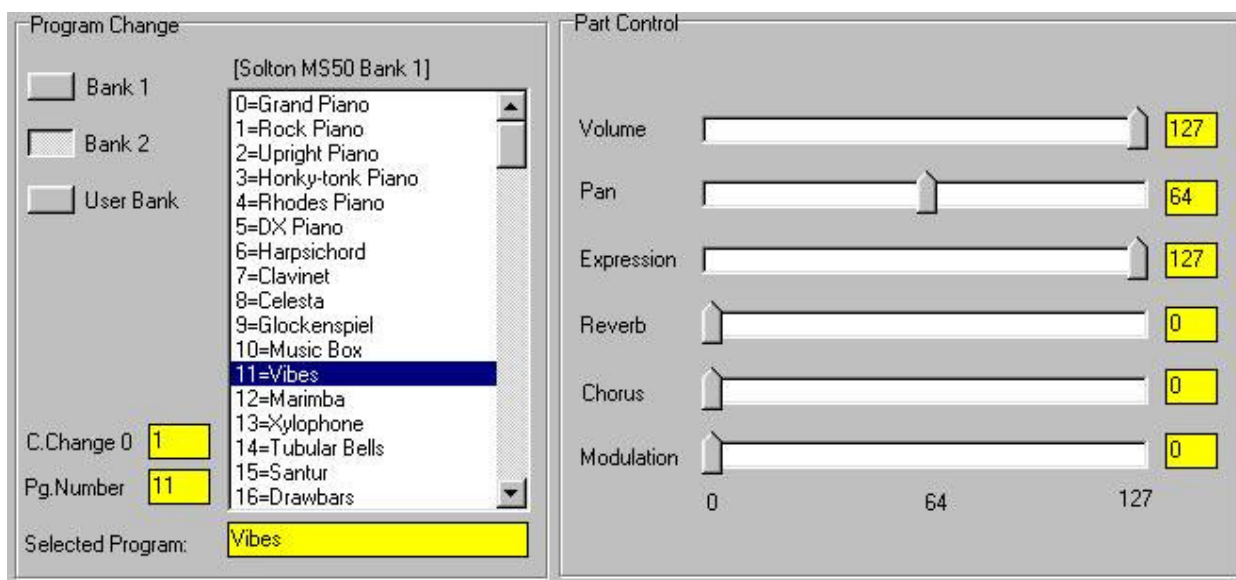 Program Change
Bank 1
Bank 2
User Bank
[Solton MS50 Bank 1]
0=Grand Piano
1=Rock Piano
2=Upright Piano
3=Honky-tonk Piano
4=Rhodes Piano
5=DX Piano
6=Harpsichord
7=Clavinet
8=Celesta
9=Glockenspiel
10=Music Box
11=Vibes
12=Marimba
13=Xylophone
14=Tubular Bells
15=Santur
16=Drawbars
C.Change 0 1
Pg.Number 11
Selected Program: Vibes
Part Control
Volume 127
Pan 64
Expression 127
Reverb 0
Chorus 0
Modulation 0
0 64 127